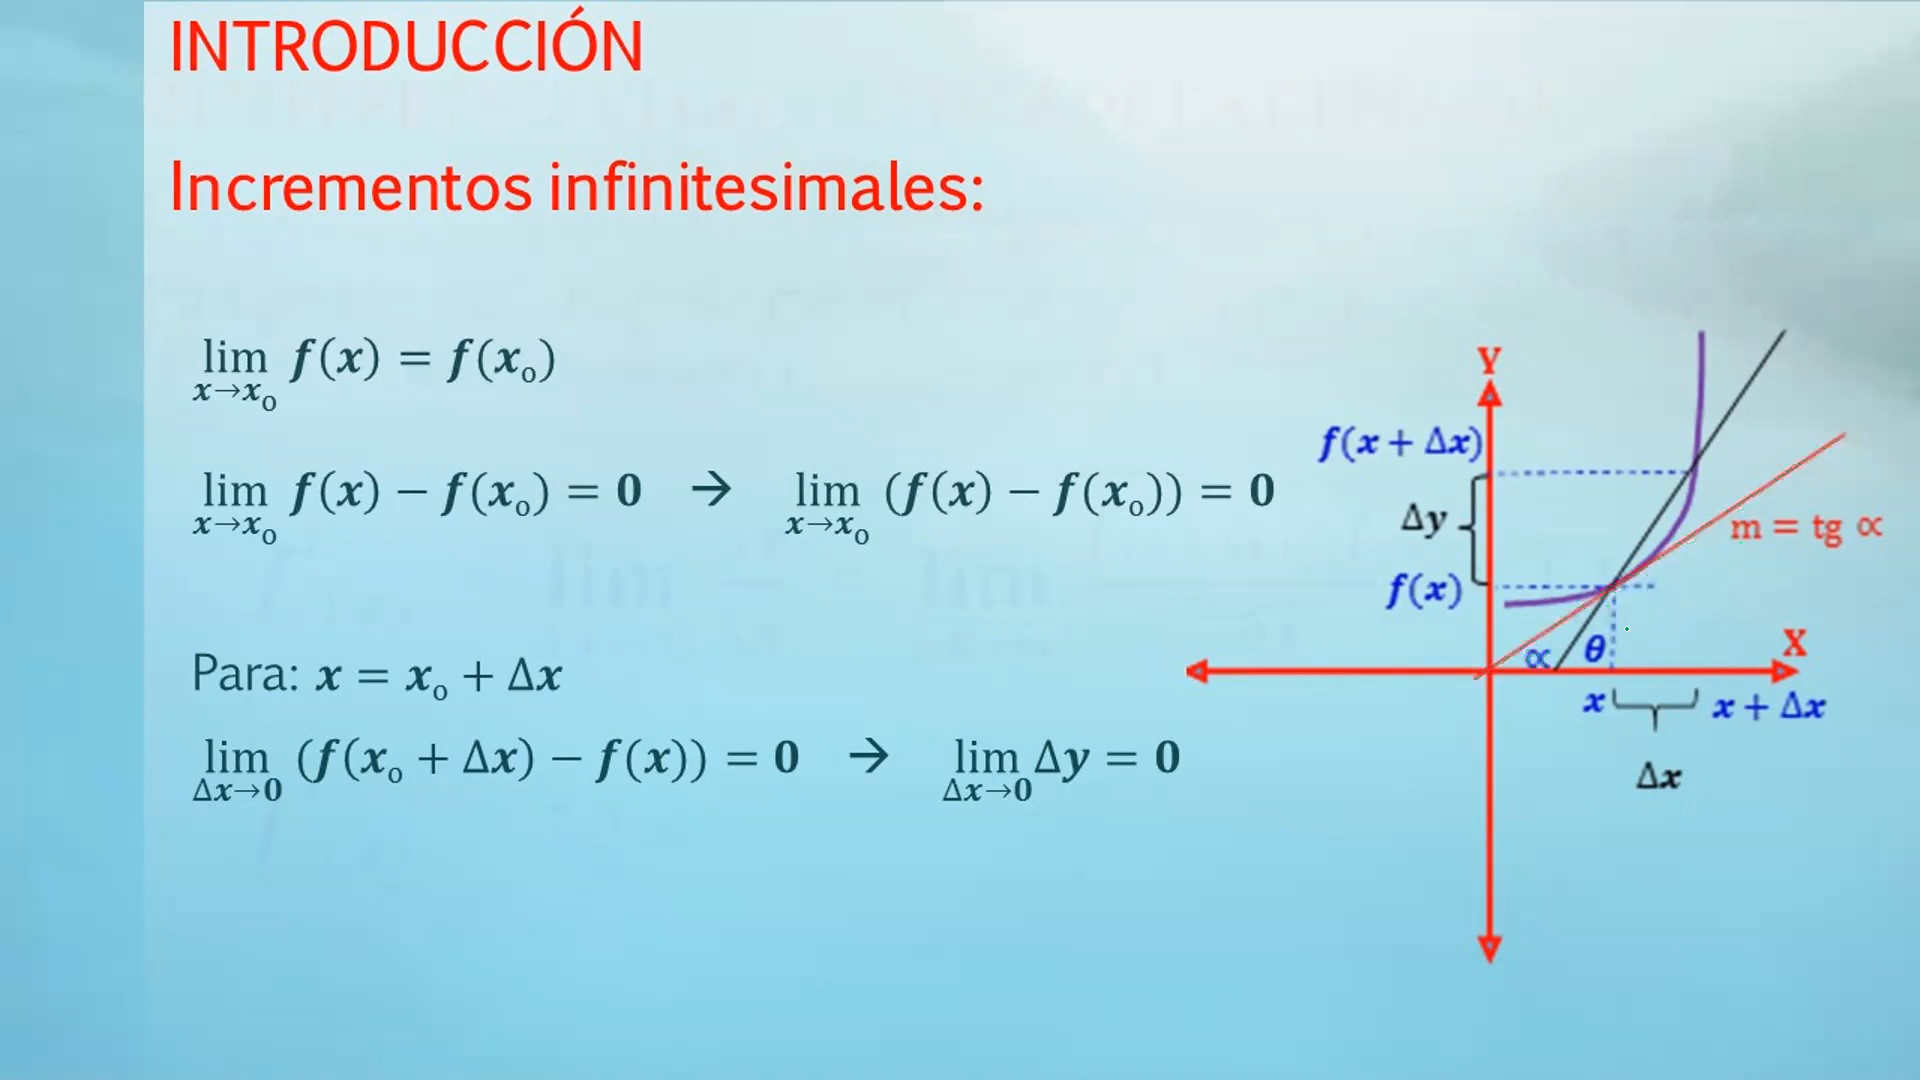 INTRODUCCIÓN
Incrementos infinitesimales:
lim x→x₀ f(x) = f(x₀)
lim x→x₀ f(x) − f(x₀) = 0 → lim x→x₀ (f(x) − f(x₀)) = 0
Para: x = x₀ + Δx
lim Δx→0 (f(x₀ + Δx) − f(x)) = 0 → lim Δx→0 Δy = 0
Y
f(x + Δx)
Δy
m = tg ∝
f(x)
∝ θ
X
x
x + Δx
Δx